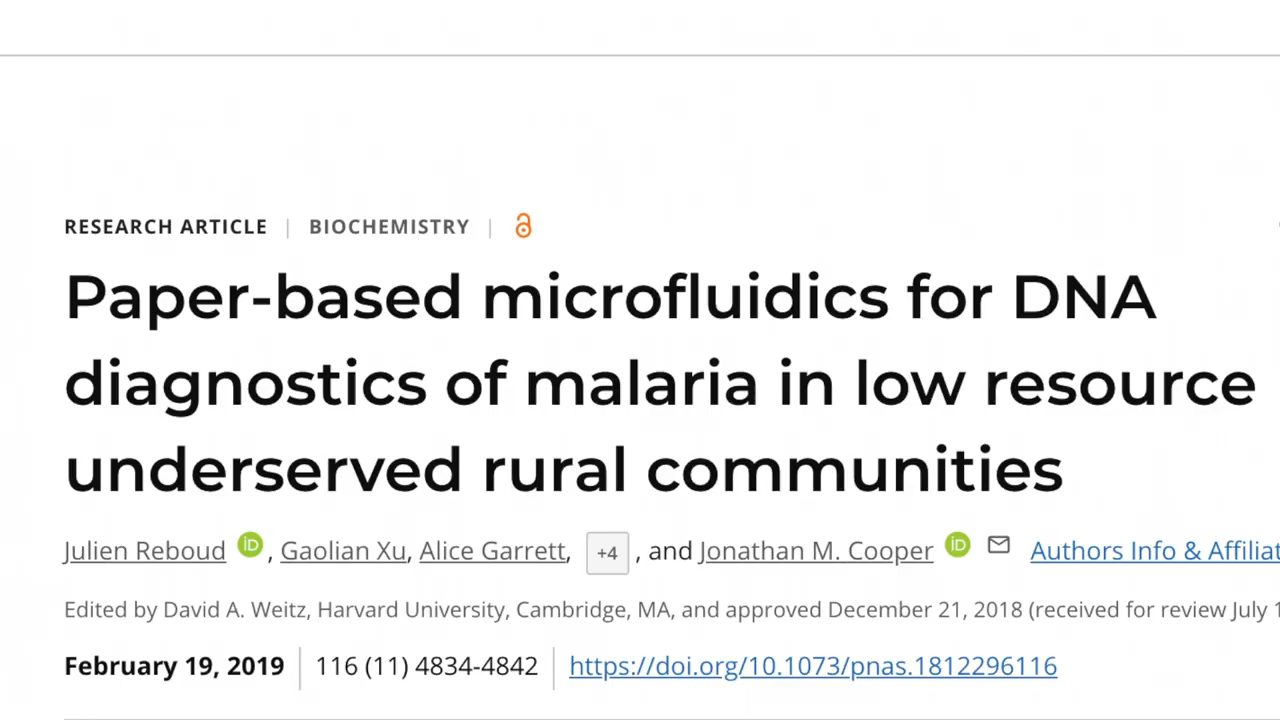 RESEARCH ARTICLE | BIOCHEMISTRY |
Paper-based microfluidics for DNA
diagnostics of malaria in low resource
underserved rural communities
Julien Reboud iD, Gaolian Xu, Alice Garrett, +4, and Jonathan M. Cooper iD Authors Info & Affiliat
Edited by David A. Weitz, Harvard University, Cambridge, MA, and approved December 21, 2018 (received for review July 1
February 19, 2019 | 116 (11) 4834-4842 | https://doi.org/10.1073/pnas.1812296116